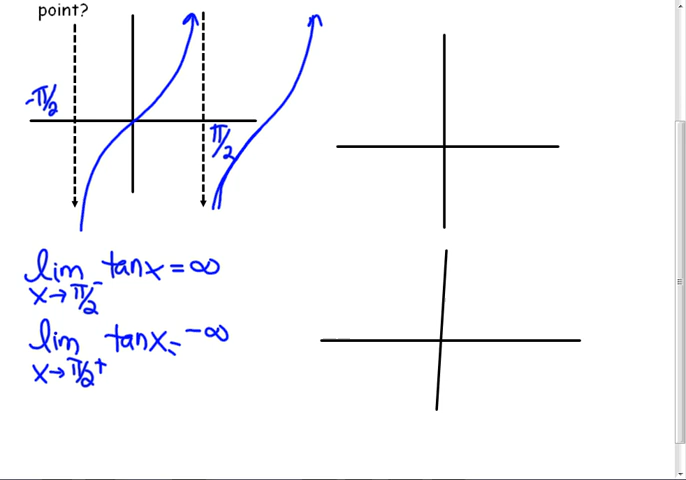 point?
-π/2
π/2
lim tanx = ∞
x→π/2⁻
lim tanx = -∞
x→π/2⁺